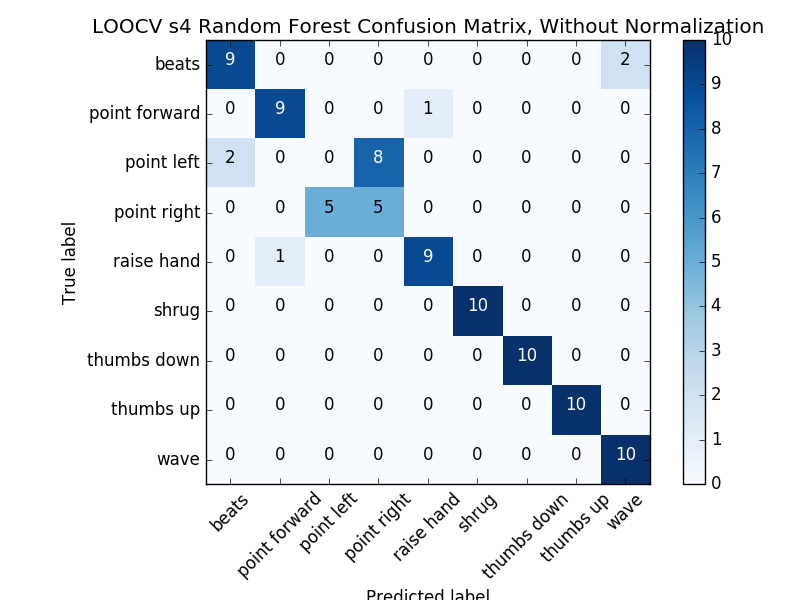 LOOCV s4 Random Forest Confusion Matrix, Without Normalization
beats 9 0 0 0 0 0 0 0 2
point forward 0 9 0 0 1 0 0 0 0
point left 2 0 0 8 0 0 0 0 0
point right 0 0 5 5 0 0 0 0 0
raise hand 0 1 0 0 9 0 0 0 0
shrug 0 0 0 0 0 10 0 0 0
thumbs down 0 0 0 0 0 0 10 0 0
thumbs up 0 0 0 0 0 0 0 10 0
wave 0 0 0 0 0 0 0 0 10
True label
beats
point forward
point left
point right
raise hand
shrug
thumbs down
thumbs up
wave
Predicted label
10
9
8
7
6
5
4
3
2
1
0